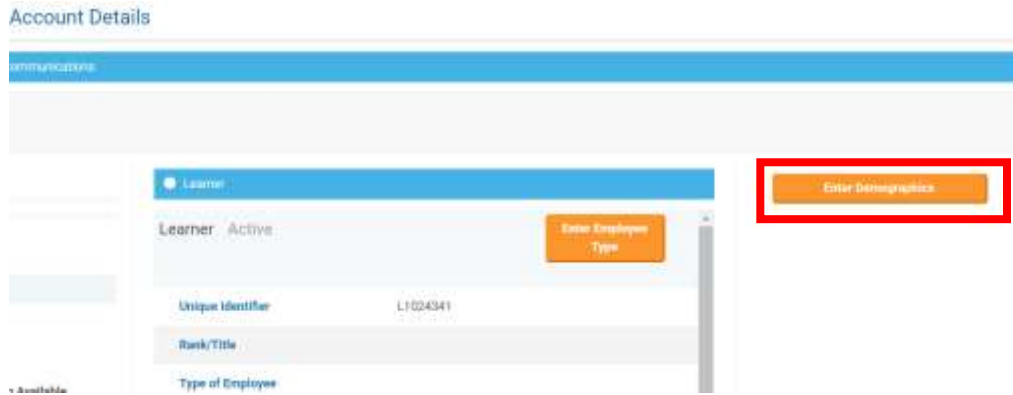 Account Details
ommunications
Learner
Enter Demographics
Learner Active
Enter Employee
Type
Unique Identifier L1024341
Rank/Title
Type of Employee
Available